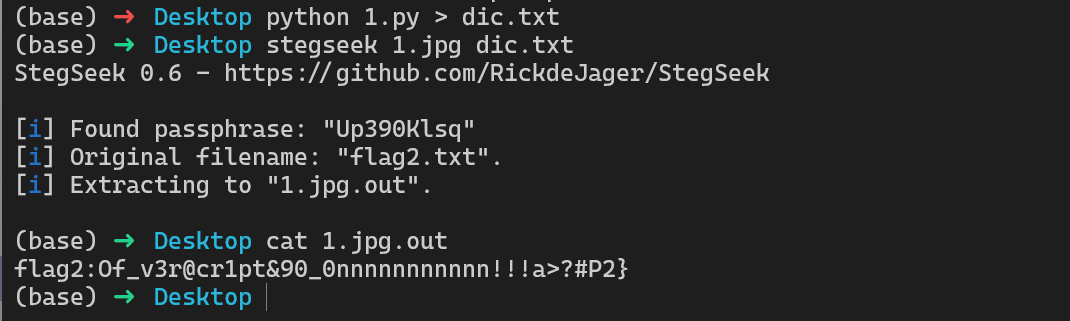 (base) ➜ Desktop python 1.py > dic.txt
(base) ➜ Desktop stegseek 1.jpg dic.txt
StegSeek 0.6 - https://github.com/RickdeJager/StegSeek
[i] Found passphrase: "Up390Klsq"
[i] Original filename: "flag2.txt".
[i] Extracting to "1.jpg.out".
(base) ➜ Desktop cat 1.jpg.out
flag2:Of_v3r@cr1pt&90_0nnnnnnnnnnn!!!a>?#P2}
(base) ➜ Desktop